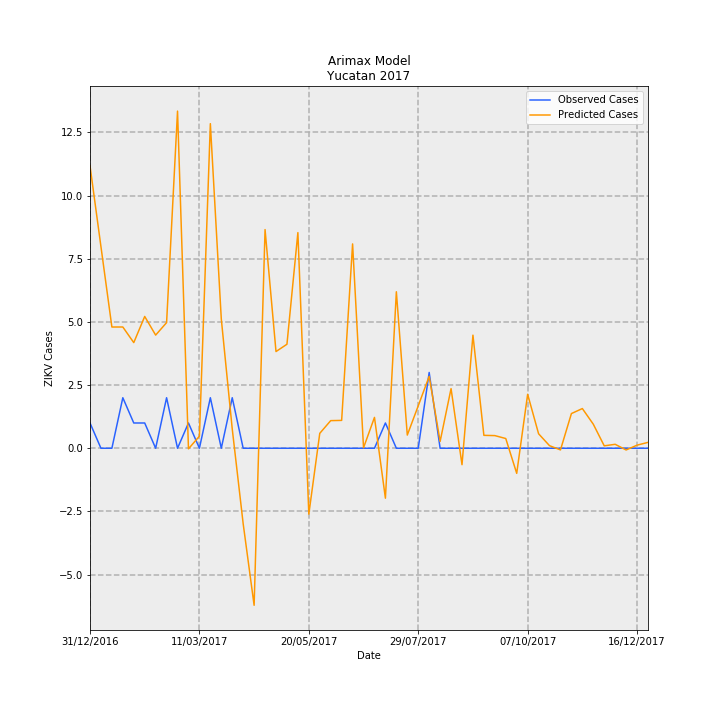 Arimax Model
Yucatan 2017
Observed Cases
Predicted Cases
12.5
10.0
7.5
5.0
2.5
0.0
−2.5
−5.0
ZIKV Cases
31/12/2016 11/03/2017 20/05/2017 29/07/2017 07/10/2017 16/12/2017
Date